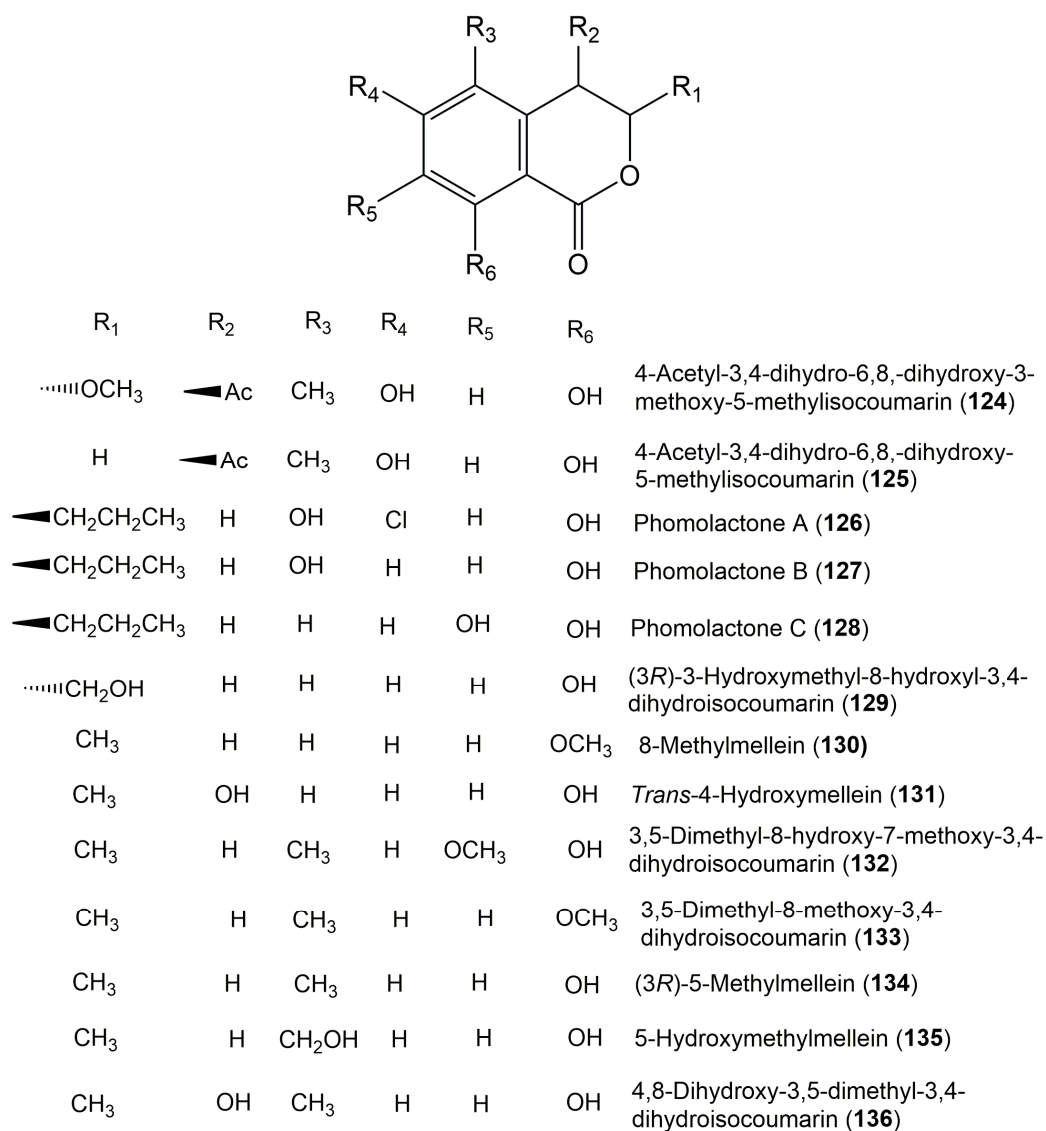 R3 R2
R4 R1
O
R5
R6 O
R1 R2 R3 R4 R5 R6
OCH3 Ac CH3 OH H OH 4-Acetyl-3,4-dihydro-6,8,-dihydroxy-3-
methoxy-5-methylisocoumarin (124)
H Ac CH3 OH H OH 4-Acetyl-3,4-dihydro-6,8,-dihydroxy-
5-methylisocoumarin (125)
CH2CH2CH3 H OH Cl H OH Phomolactone A (126)
CH2CH2CH3 H OH H H OH Phomolactone B (127)
CH2CH2CH3 H H H OH OH Phomolactone C (128)
CH2OH H H H H OH (3R)-3-Hydroxymethyl-8-hydroxyl-3,4-
dihydroisocoumarin (129)
CH3 H H H H OCH3 8-Methylmellein (130)
CH3 OH H H H OH Trans-4-Hydroxymellein (131)
CH3 H CH3 H OCH3 OH 3,5-Dimethyl-8-hydroxy-7-methoxy-3,4-
dihydroisocoumarin (132)
CH3 H CH3 H H OCH3 3,5-Dimethyl-8-methoxy-3,4-
dihydroisocoumarin (133)
CH3 H CH3 H H OH (3R)-5-Methylmellein (134)
CH3 H CH2OH H H OH 5-Hydroxymethylmellein (135)
CH3 OH CH3 H H OH 4,8-Dihydroxy-3,5-dimethyl-3,4-
dihydroisocoumarin (136)